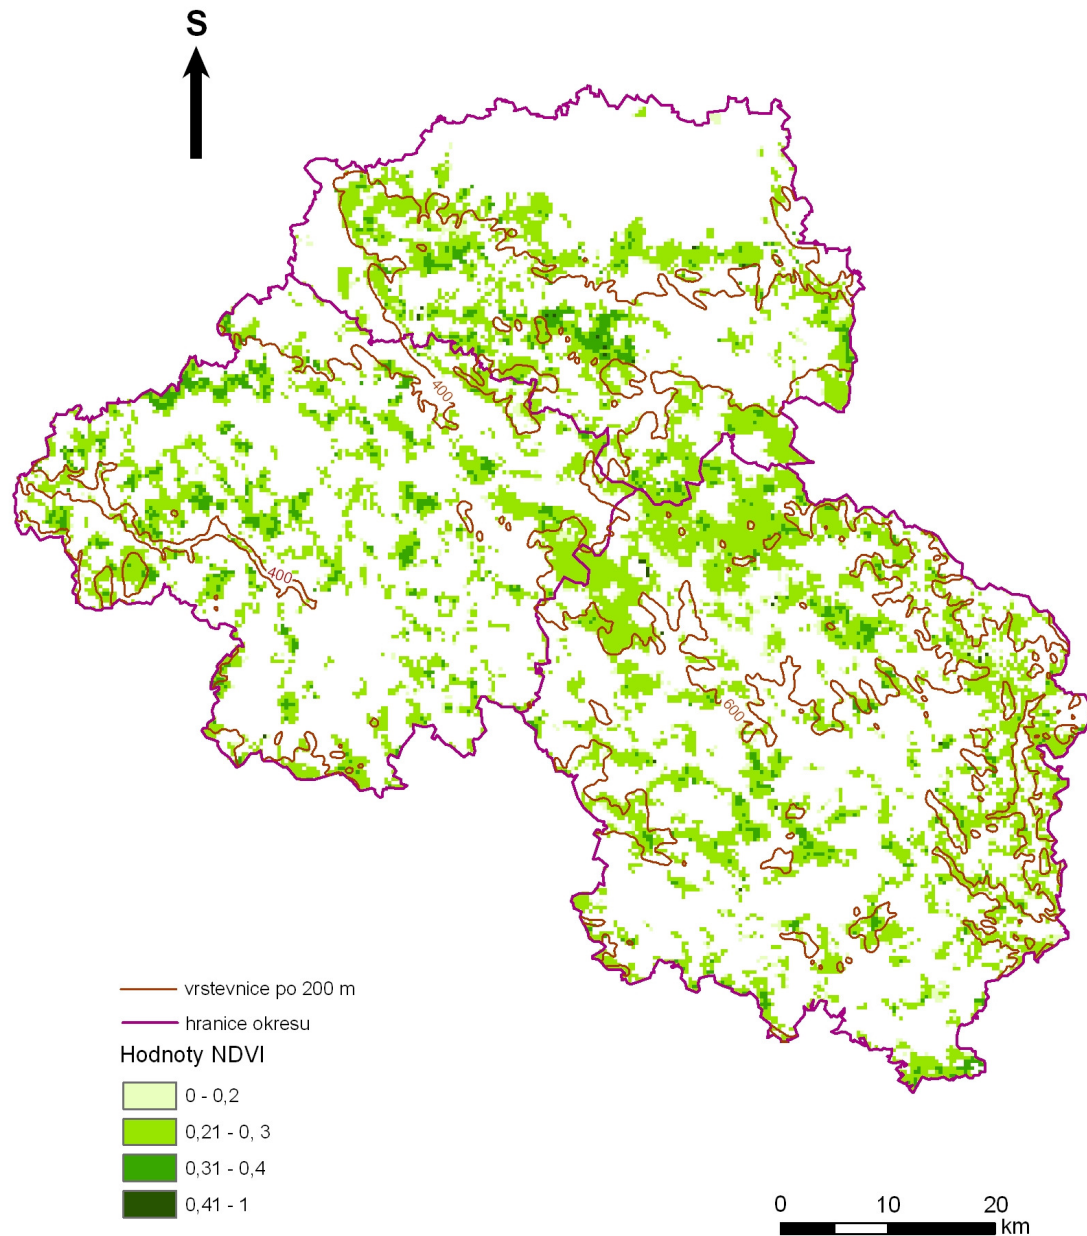 S
400
400
600
vrstevnice po 200 m
hranice okresu
Hodnoty NDVI
0 - 0,2
0,21 - 0, 3
0,31 - 0,4
0,41 - 1
0 10 20
km